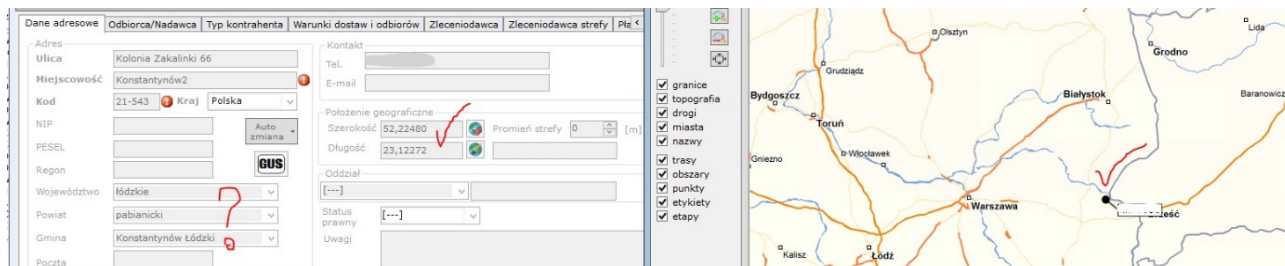 Dane adresowe Odbiorca/Nadawca Typ kontrahenta Warunki dostaw i odbiorów Zleceniodawca Zleceniodawca strefy
Adres
Ulica Kolonia Zakalinki 66
Miejscowość Konstantynów2
Kod 21-543 Kraj Polska
NIP
Auto zmiana
PESEL
Regon
GUS
Województwo łódzkie
Powiat pabianicki
Gmina Konstantynów Łódzki
Poczta
Kontakt
Tel.
E-mail
Położenie geograficzne
Szerokość 52,22480 Promień strefy 0 [m]
Długość 23,12272
Oddział
[---]
Status prawny [---]
Uwagi
?
granice
topografia
drogi
miasta
nazwy
trasy
obszary
punkty
etykiety
etapy
Olsztyn
Lida
Grodno
Grudziądz
Bydgoszcz
Białystok
Baranowicz
Toruń
Gniezno
Włocławek
Warszawa
Kalisz
Łódź